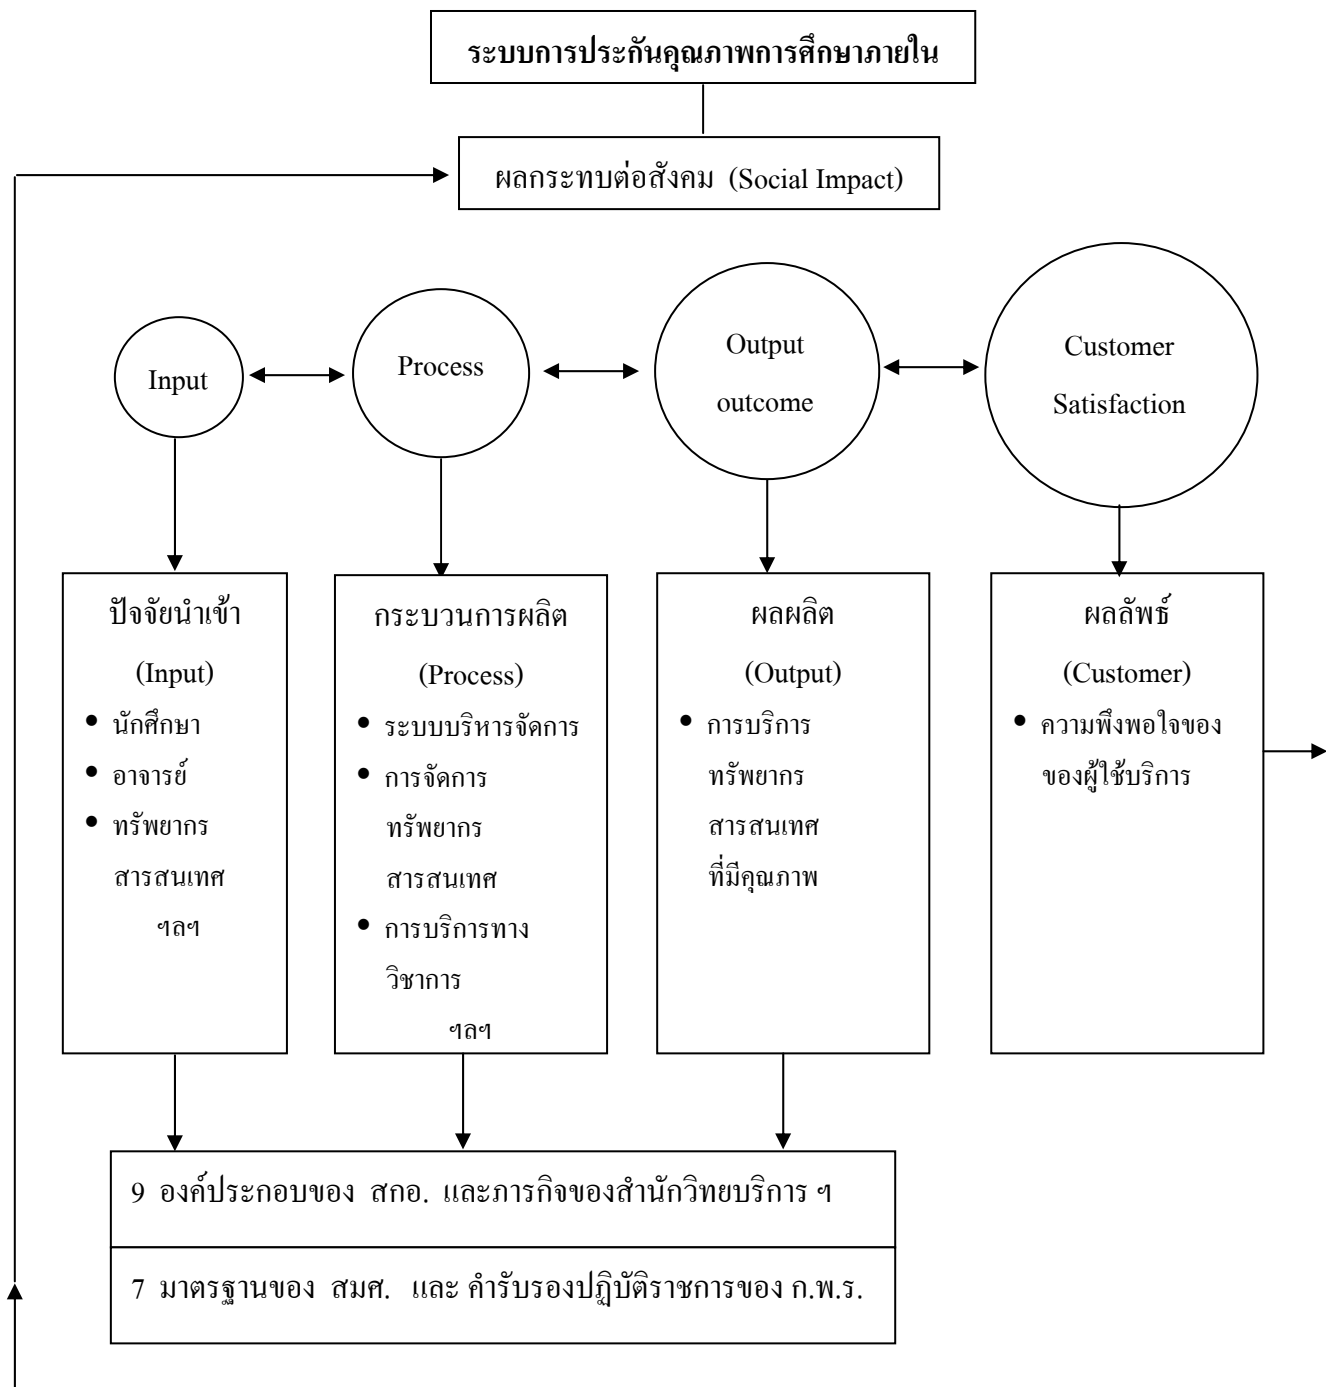 ระบบการประกันคุณภาพการศึกษาภายใน
ผลกระทบต่อสังคม (Social Impact)
Input
Process
Output
outcome
Customer
Satisfaction
ปัจจัยนำเข้า
(Input)
• นักศึกษา
• อาจารย์
• ทรัพยากร
สารสนเทศ
ฯลฯ
กระบวนการผลิต
(Process)
• ระบบบริหารจัดการ
• การจัดการ
ทรัพยากร
สารสนเทศ
• การบริการทาง
วิชาการ
ฯลฯ
ผลผลิต
(Output)
• การบริการ
ทรัพยากร
สารสนเทศ
ที่มีคุณภาพ
ผลลัพธ์
(Customer)
• ความพึงพอใจของ
ของผู้ใช้บริการ
9 องค์ประกอบของ สกอ. และภารกิจของสำนักวิทยบริการ ฯ
7 มาตรฐานของ สมศ. และ คำรับรองปฏิบัติราชการของ ก.พ.ร.